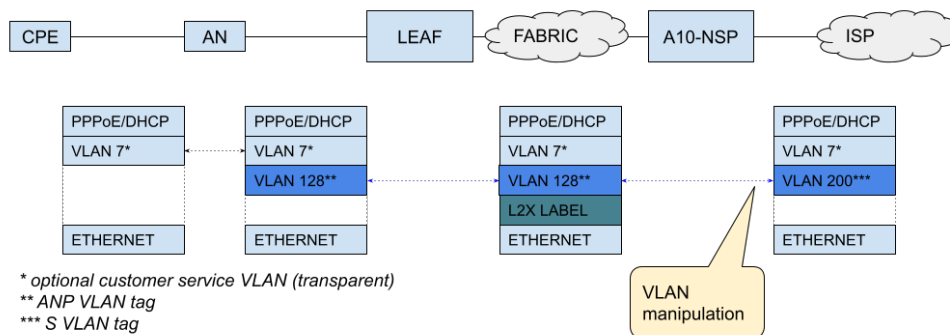 CPE
AN
LEAF
FABRIC
A10-NSP
ISP
PPPoE/DHCP
VLAN 7*
ETHERNET
PPPoE/DHCP
VLAN 7*
VLAN 128**
ETHERNET
PPPoE/DHCP
VLAN 7*
VLAN 128**
L2X LABEL
ETHERNET
PPPoE/DHCP
VLAN 7*
VLAN 200***
ETHERNET
* optional customer service VLAN (transparent)
** ANP VLAN tag
*** S VLAN tag
VLAN
manipulation